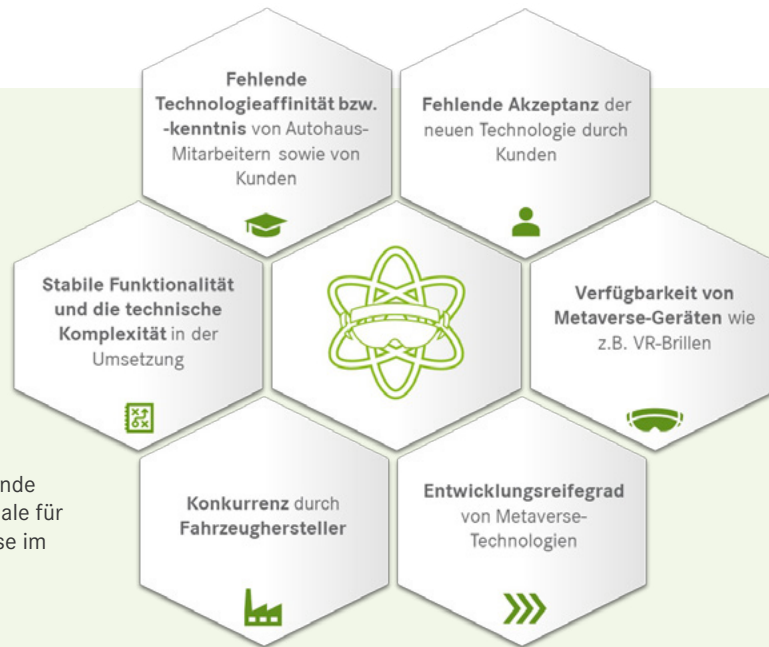 Fehlende
Technologieaffinität bzw.
-kenntnis von Autohaus-
Mitarbeitern sowie von
Kunden
Fehlende Akzeptanz der
neuen Technologie durch
Kunden
Stabile Funktionalität
und die technische
Komplexität in der
Umsetzung
Verfügbarkeit von
Metaverse-Geräten wie
z.B. VR-Brillen
Konkurrenz durch
Fahrzeughersteller
Entwicklungsreifegrad
von Metaverse-
Technologien
nde
ale für
se im